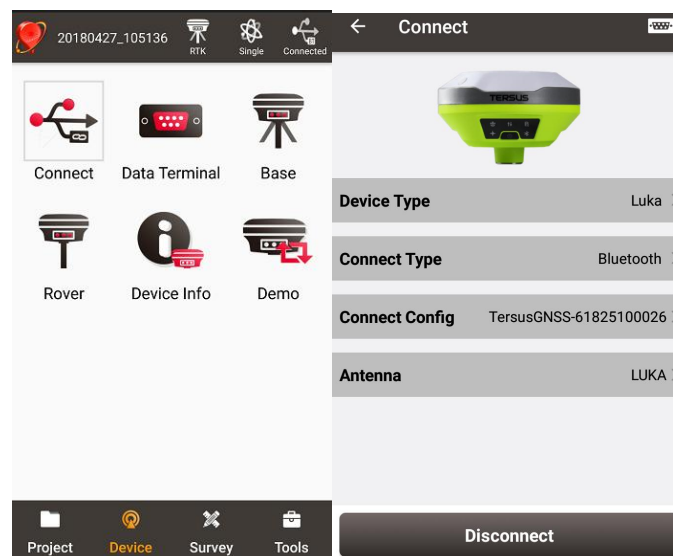 20180427_105136
RTK
Single
Connected
Connect
Data Terminal
Base
Rover
Device Info
Demo
Project
Device
Survey
Tools
Connect
TERSUS
Device Type
Luka
Connect Type
Bluetooth
Connect Config
TersusGNSS-61825100026
Antenna
LUKA
Disconnect